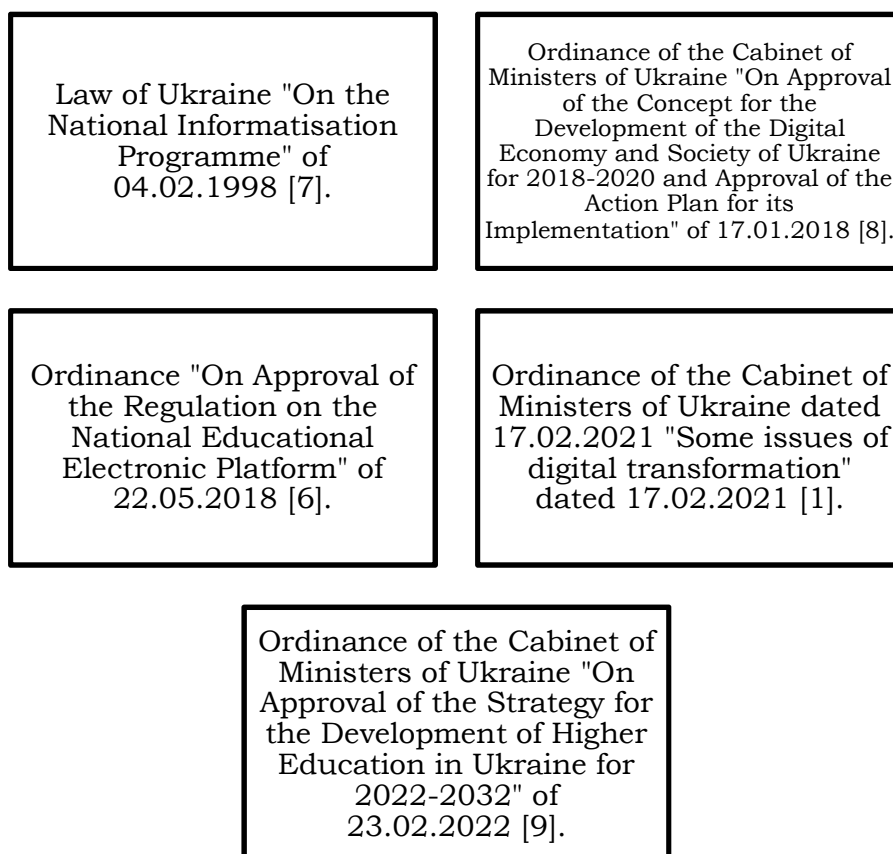 Law of Ukraine "On the
National Informatisation
Programme" of
04.02.1998 [7].
Ordinance of the Cabinet of
Ministers of Ukraine "On Approval
of the Concept for the
Development of the Digital
Economy and Society of Ukraine
for 2018-2020 and Approval of the
Action Plan for its
Implementation" of 17.01.2018 [8].
Ordinance "On Approval of
the Regulation on the
National Educational
Electronic Platform" of
22.05.2018 [6].
Ordinance of the Cabinet of
Ministers of Ukraine dated
17.02.2021 "Some issues of
digital transformation"
dated 17.02.2021 [1].
Ordinance of the Cabinet of
Ministers of Ukraine "On
Approval of the Strategy for
the Development of Higher
Education in Ukraine for
2022-2032" of
23.02.2022 [9].